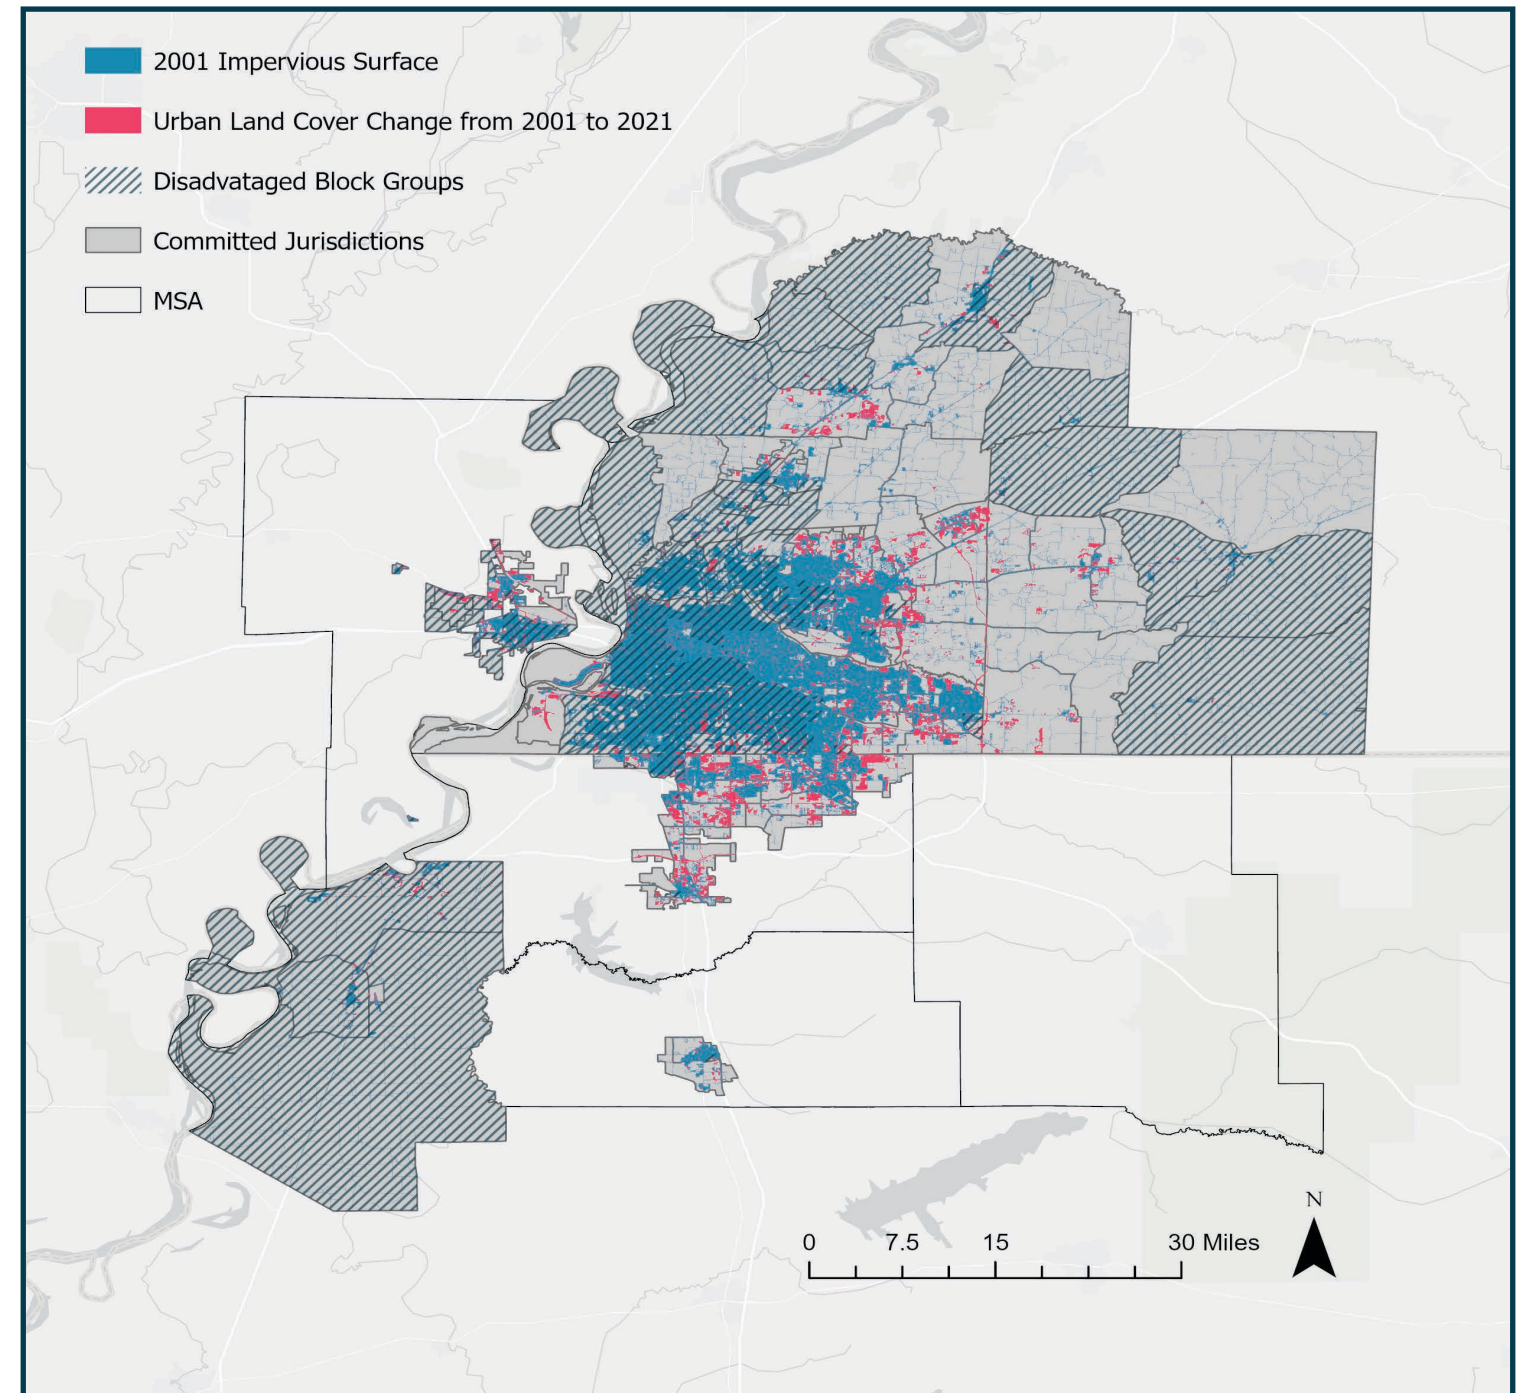 2001 Impervious Surface
Urban Land Cover Change from 2001 to 2021
Disadvataged Block Groups
Committed Jurisdictions
MSA
N
0 7.5 15 30 Miles